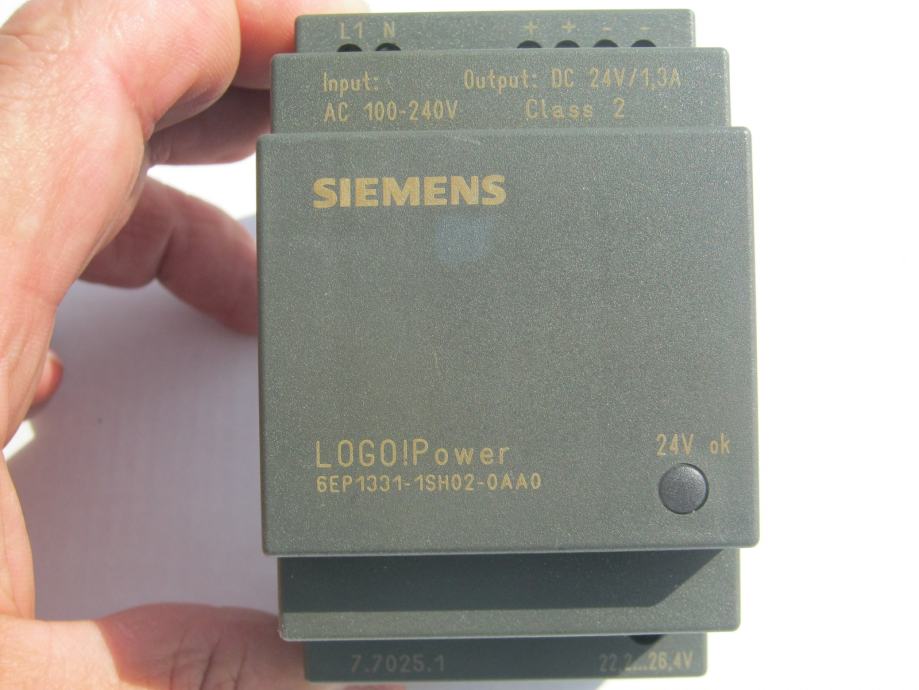 L1 N + + - -
Input: Output: DC 24V/1,3A
AC 100-240V Class 2
SIEMENS
LOGO!Power 24V ok
6EP1331-1SH02-0AA0
7.7025.1 22,2...26,4V